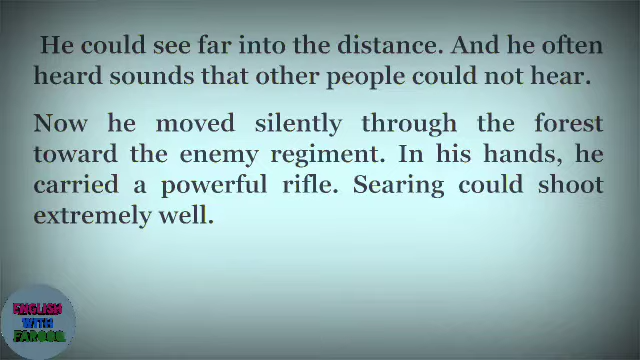 He could see far into the distance. And he often
heard sounds that other people could not hear.
Now he moved silently through the forest
toward the enemy regiment. In his hands, he
carried a powerful rifle. Searing could shoot
extremely well.
ENGLISH
WITH
FAROOQ